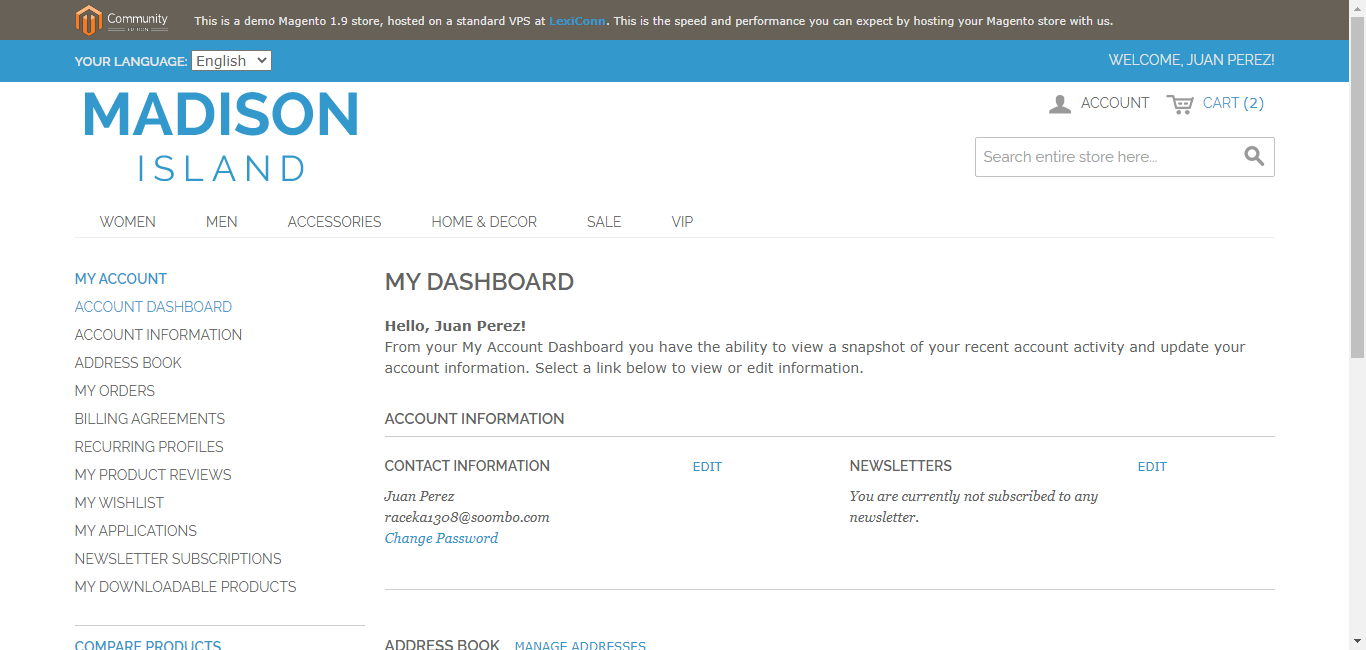 Community
EDITION
This is a demo Magento 1.9 store, hosted on a standard VPS at LexiConn. This is the speed and performance you can expect by hosting your Magento store with us.
YOUR LANGUAGE: English
WELCOME, JUAN PEREZ!
MADISON
ISLAND
ACCOUNT
CART (2)
Search entire store here...
WOMEN
MEN
ACCESSORIES
HOME & DECOR
SALE
VIP
MY ACCOUNT
ACCOUNT DASHBOARD
ACCOUNT INFORMATION
ADDRESS BOOK
MY ORDERS
BILLING AGREEMENTS
RECURRING PROFILES
MY PRODUCT REVIEWS
MY WISHLIST
MY APPLICATIONS
NEWSLETTER SUBSCRIPTIONS
MY DOWNLOADABLE PRODUCTS
COMPARE PRODUCTS
MY DASHBOARD
Hello, Juan Perez!
From your My Account Dashboard you have the ability to view a snapshot of your recent account activity and update your
account information. Select a link below to view or edit information.
ACCOUNT INFORMATION
CONTACT INFORMATION
EDIT
Juan Perez
raceka1308@soombo.com
Change Password
NEWSLETTERS
EDIT
You are currently not subscribed to any
newsletter.
ADDRESS BOOK
MANAGE ADDRESSES